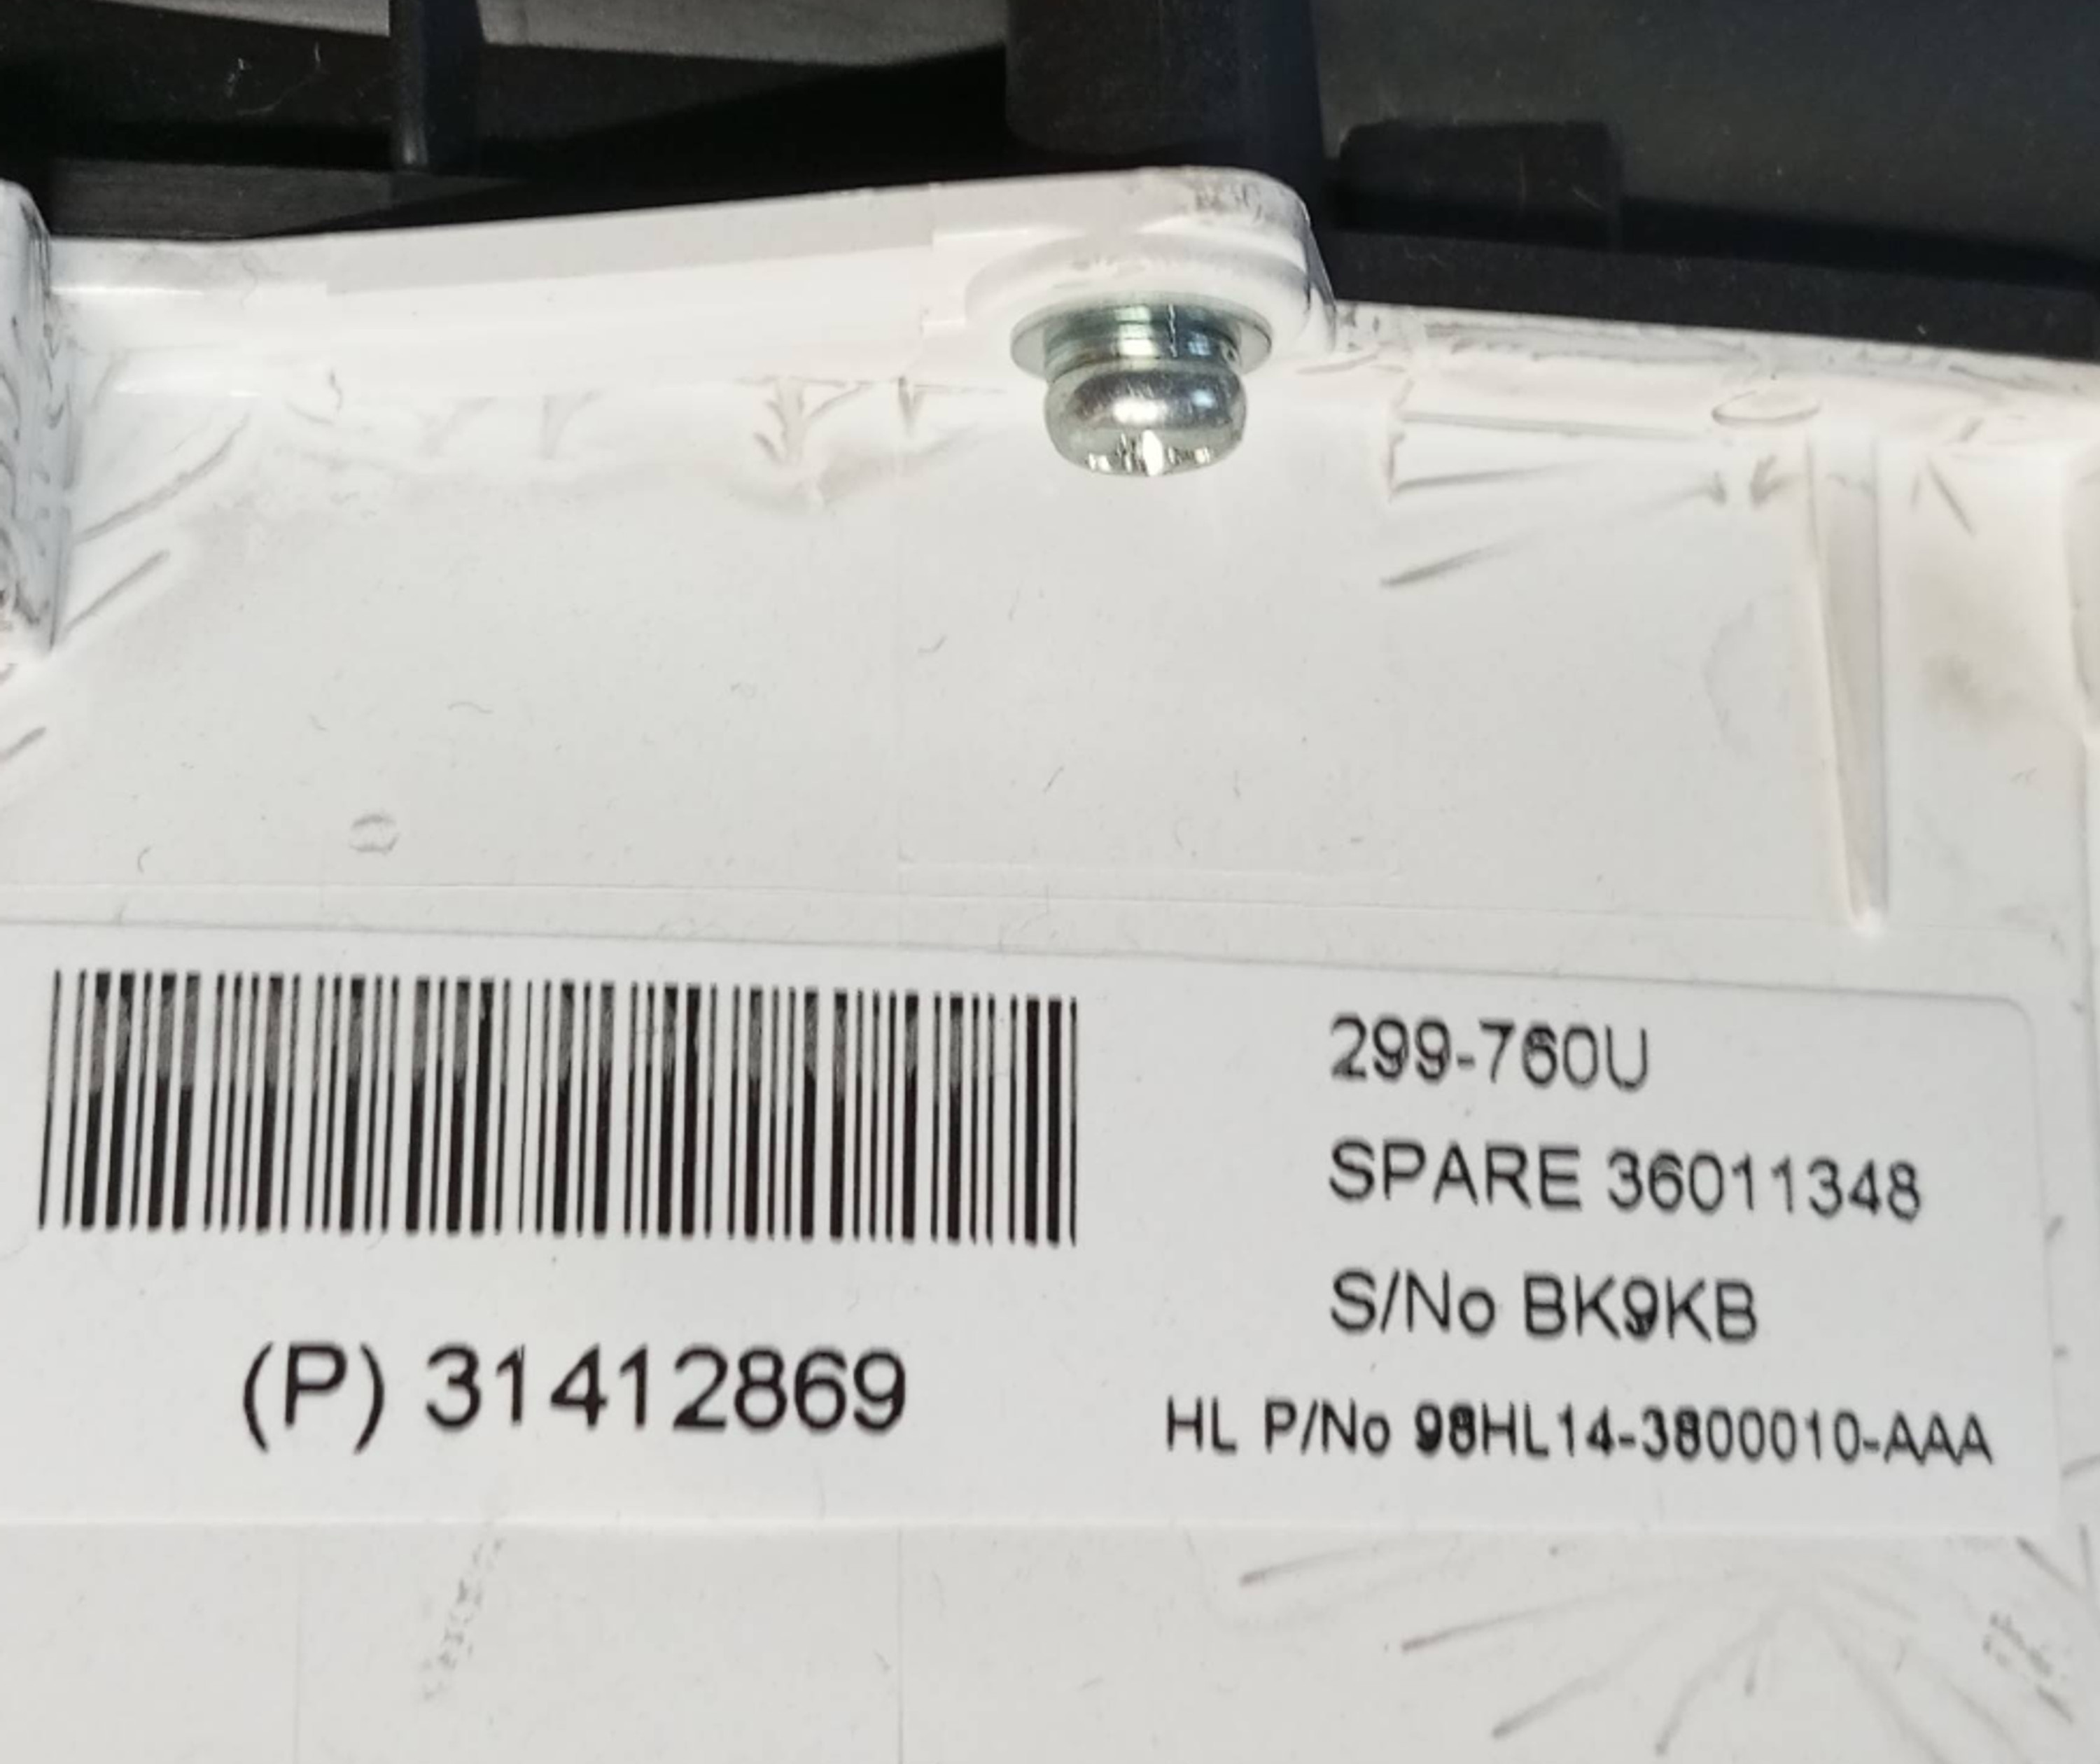 299-760U
SPARE 36011348
S/No BK9KB
(P) 31412869
HL P/No 98HL14-3800010-AAA